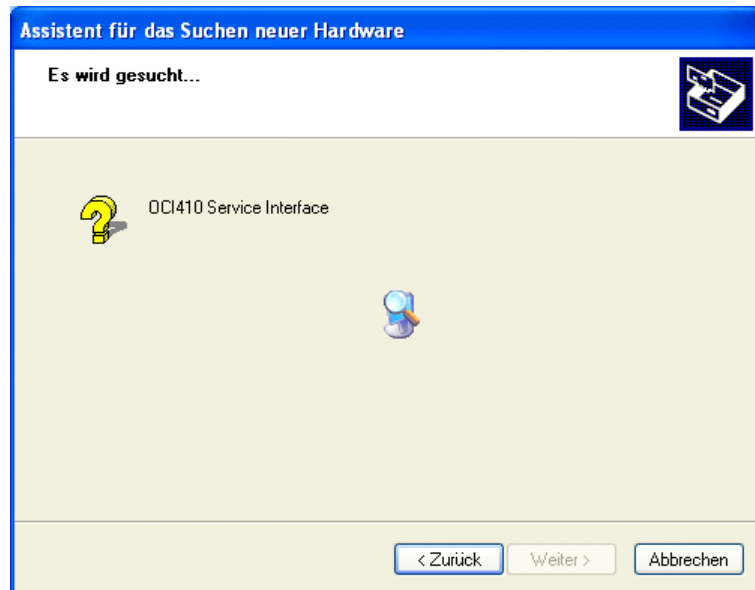 Assistent für das Suchen neuer Hardware
Es wird gesucht...
OCI410 Service Interface
< Zurück
Weiter >
Abbrechen